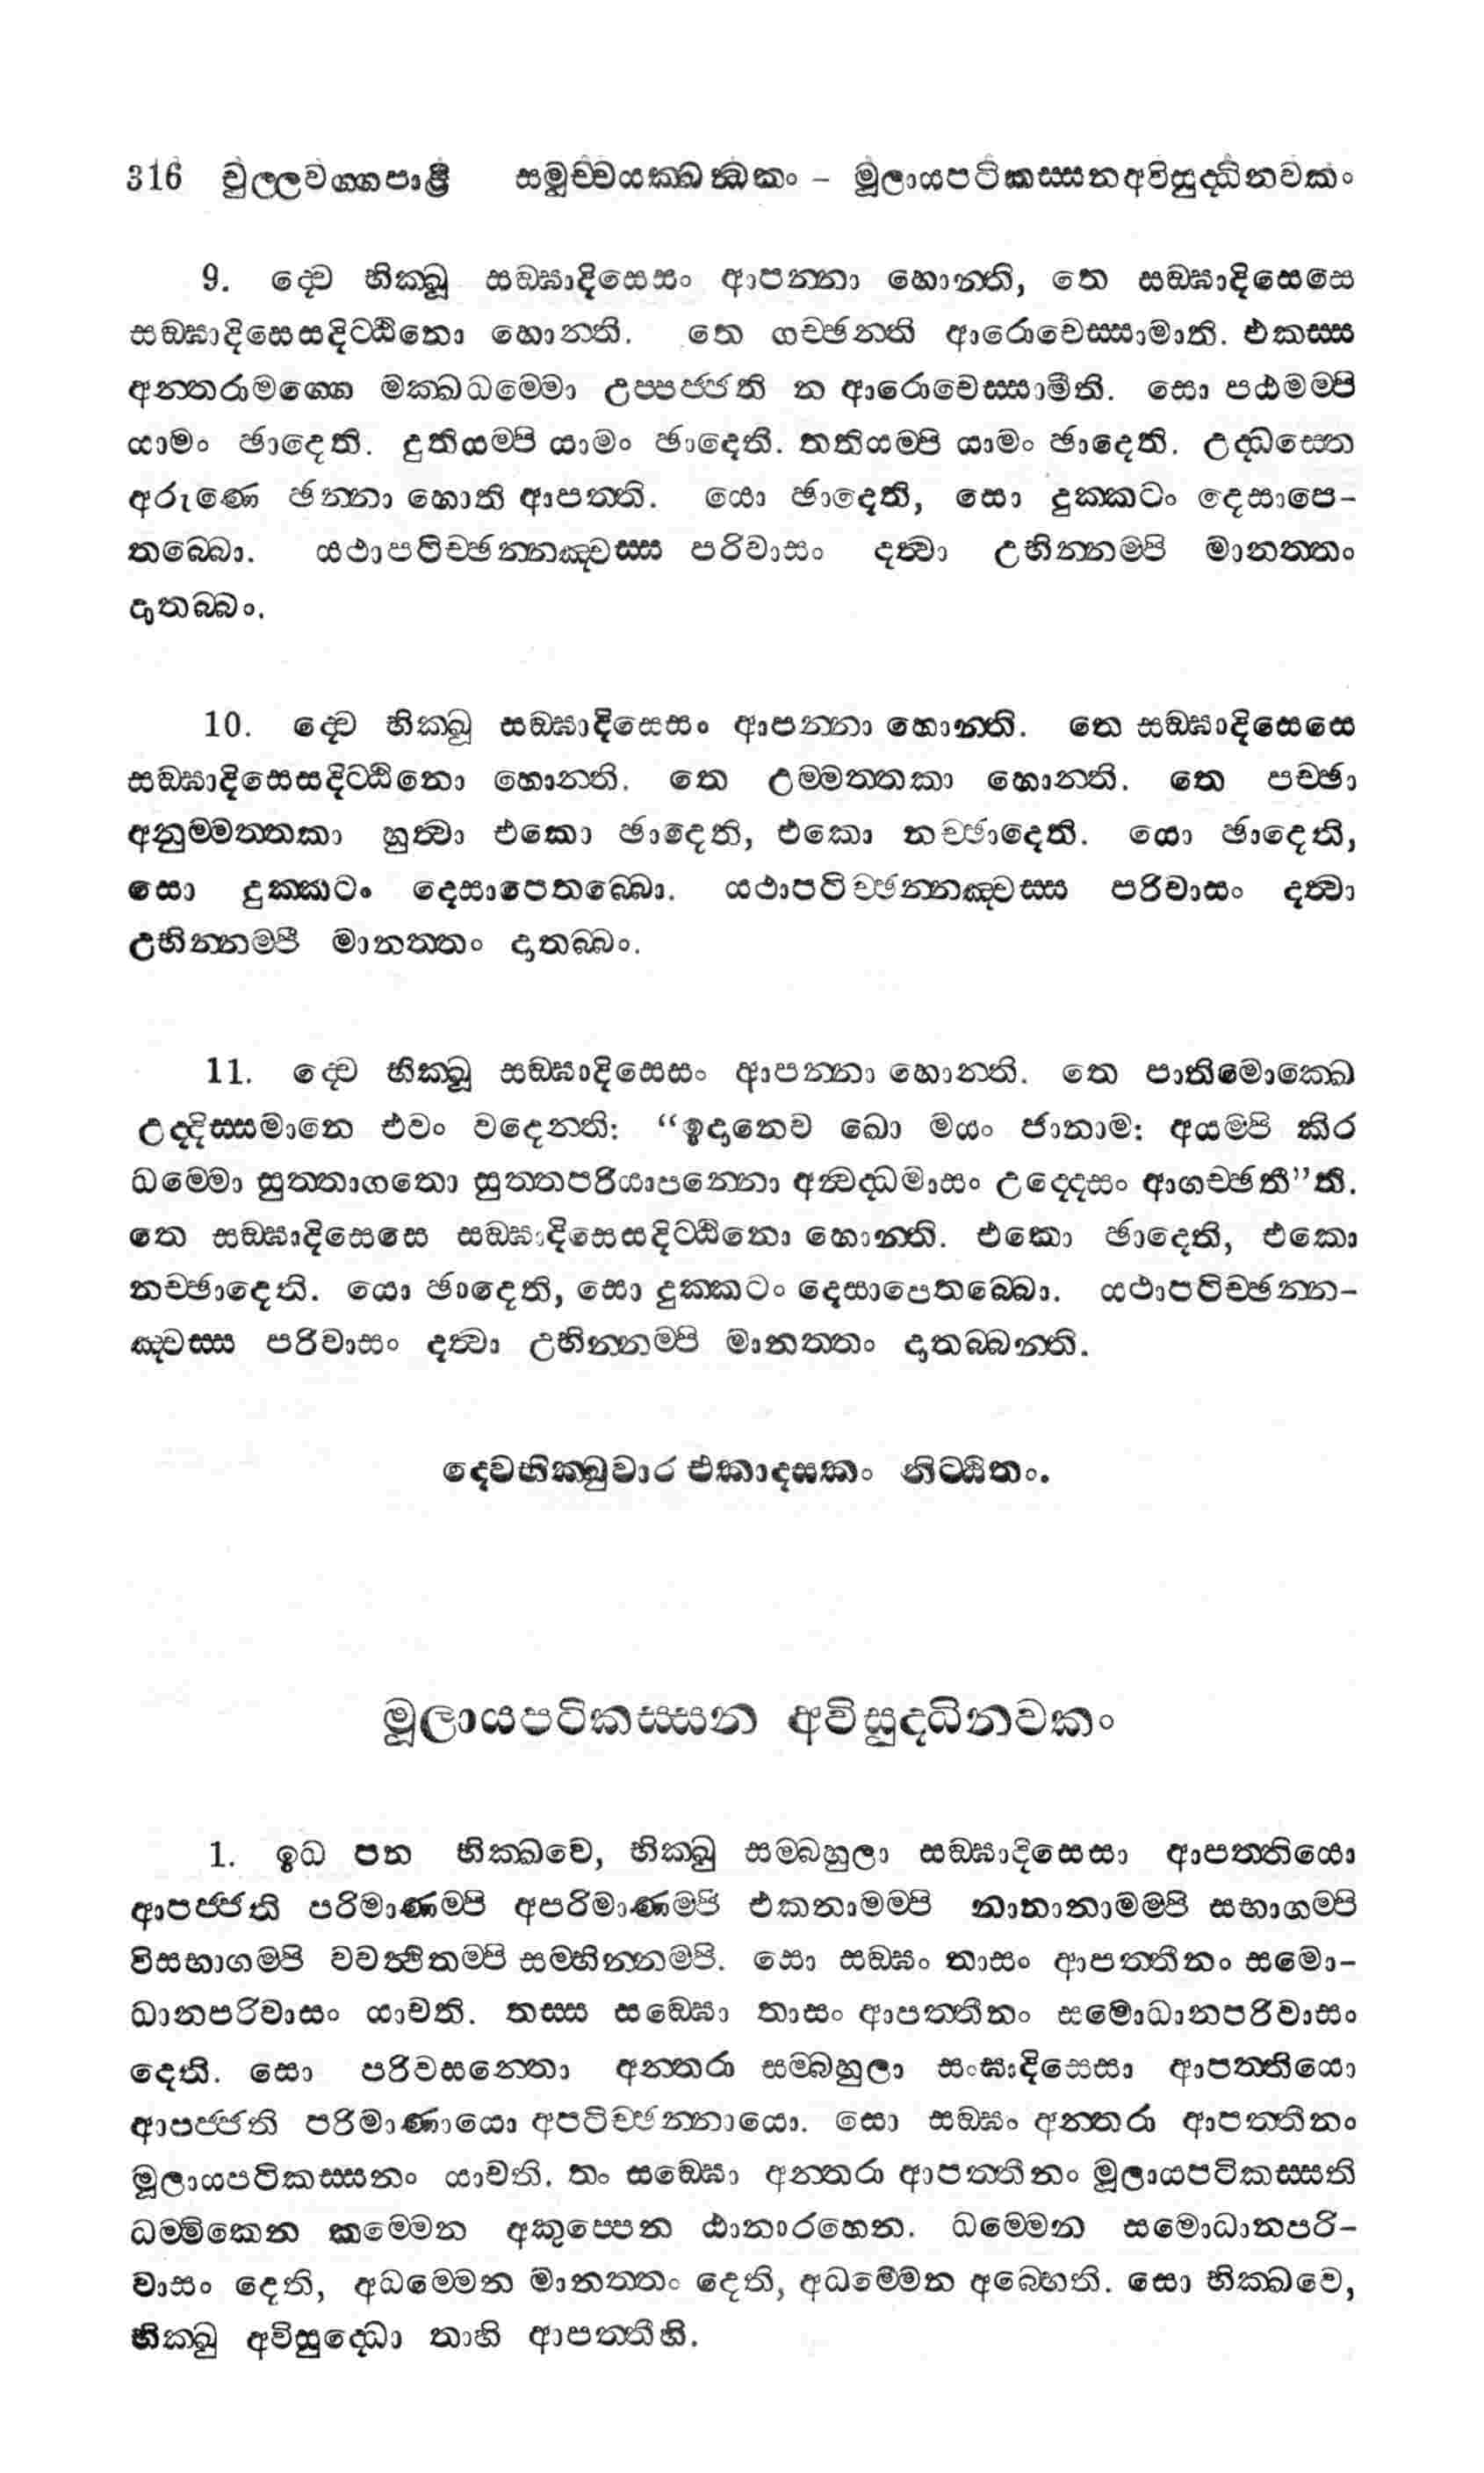 316 චුල්ලවග්ගපාළි සමුච්චයක්ඛන්ධකං – මූලායපටිකස්සනඅවිසුද්ධිනවකං
9. ද්වෙ භික්ඛූ සඞ්ඝාදිසෙසං ආපන්නා හොන්ති, තෙ සඞ්ඝාදිසෙසෙ
සඞ්ඝාදිසෙසදිට්ඨිනො හොන්ති. තෙ ගච්ඡන්ති ආරොචෙස්සාමාති. එකස්ස
අන්තරාමග්ගෙ මක්ඛධම්මො උප්පජ්ජති න ආරොචෙස්සාමීති. සො පඨමම්පි
යාමං ඡාදෙති. දුතියම්පි යාමං ඡාදෙති. තතියම්පි යාමං ඡාදෙති. උද්ධස්තෙ
අරුණෙ ඡන්නා හොති ආපත්ති. යො ඡාදෙති, සො දුක්කටං දෙසාපෙ-
තබ්බො. යථාපටිච්ඡන්නඤ්චස්ස පරිවාසං දත්වා උභින්නම්පි මානත්තං
දාතබ්බං.
10. ද්වෙ භික්ඛු සඞ්ඝාදිසෙසං ආපන්නා හොන්ති. තෙ සඞ්ඝාදිසෙසෙ
සඞ්ඝාදිසෙසදිට්ඨිනො හොන්ති. තෙ උම්මත්තකා හොන්ති. තෙ පච්ඡා
අනුම්මත්තකා හුත්වා එකො ඡාදෙති, එකො නච්ඡාදෙති. යො ඡාදෙති,
සො දුක්කටං දෙසාපෙතබ්බො. යථාපටිච්ඡන්නඤ්චස්ස පරිවාසං දත්වා
උභින්නම්පි මානත්තං දාතබ්බං.
11. ද්වෙ භික්ඛූ සඞ්ඝාදිසෙසං ආපන්නා හොන්ති. තෙ පාතිමොක්ඛෙ
උද්දිස්සමානෙ එවං වදෙන්ති: “ඉදානෙව ඛො මයං ජානාම: අයම්පි කිර
ධම්මො සුත්තාගතො සුත්තපරියාපන්නො අන්වද්ධමාසං උද්දෙසං ආගච්ඡතී”ති.
තෙ සඞ්ඝාදිසෙසෙ සඞ්ඝාදිසෙසදිට්ඨිනො හොන්ති. එකො ඡාදෙති, එකො
නච්ඡාදෙති. යො ඡාදෙති, සො දුක්කටං දෙසාපෙතබ්බො. යථාපටිච්ඡන්න-
ඤ්චස්ස පරිවාසං දත්වා උභින්නම්පි මානත්තං දාතබ්බන්ති.
ද්වෙභික්ඛුවාර එකාදසකං නිට්ඨිතං.
මූලායපටිකස්සන අවිසුද්ධිනවකං
1. ඉධ පන භික්ඛවෙ, භික්ඛු සම්බහුලා සඞ්ඝාදිසෙසා ආපත්තියො
ආපජ්ජති පරිමාණම්පි අපරිමාණම්පි එකනාමම්පි නානානාමම්පි සභාගම්පි
විසභාගම්පි වවත්ථිතම්පි සම්භින්නම්පි. සො සඞ්ඝං තාසං ආපත්තීනං සමො-
ධානපරිවාසං යාචති. තස්ස සඞ්ඝො තාසං ආපත්තීනං සමොධානපරිවාසං
දෙති. සො පරිවසන්තො අන්තරා සම්බහුලා සංඝාදිසෙසා ආපත්තියො
ආපජ්ජති පරිමාණායො අපටිච්ඡන්නායො. සො සඞ්ඝං අන්තරා ආපත්තීනං
මූලායපටිකස්සනං යාචති. තං සඞ්ඝො අන්තරා ආපත්තීනං මූලායපටිකස්සති
ධම්මිකෙන කම්මෙන අකුප්පෙන ඨානාරහෙන. ධම්මෙන සමොධානපරි-
වාසං දෙති, අධම්මෙන මානත්තං දෙති, අධම්මෙන අබ්භෙති. සො භික්ඛවෙ,
භික්ඛු අවිසුද්ධො තාහි ආපත්තීහි.